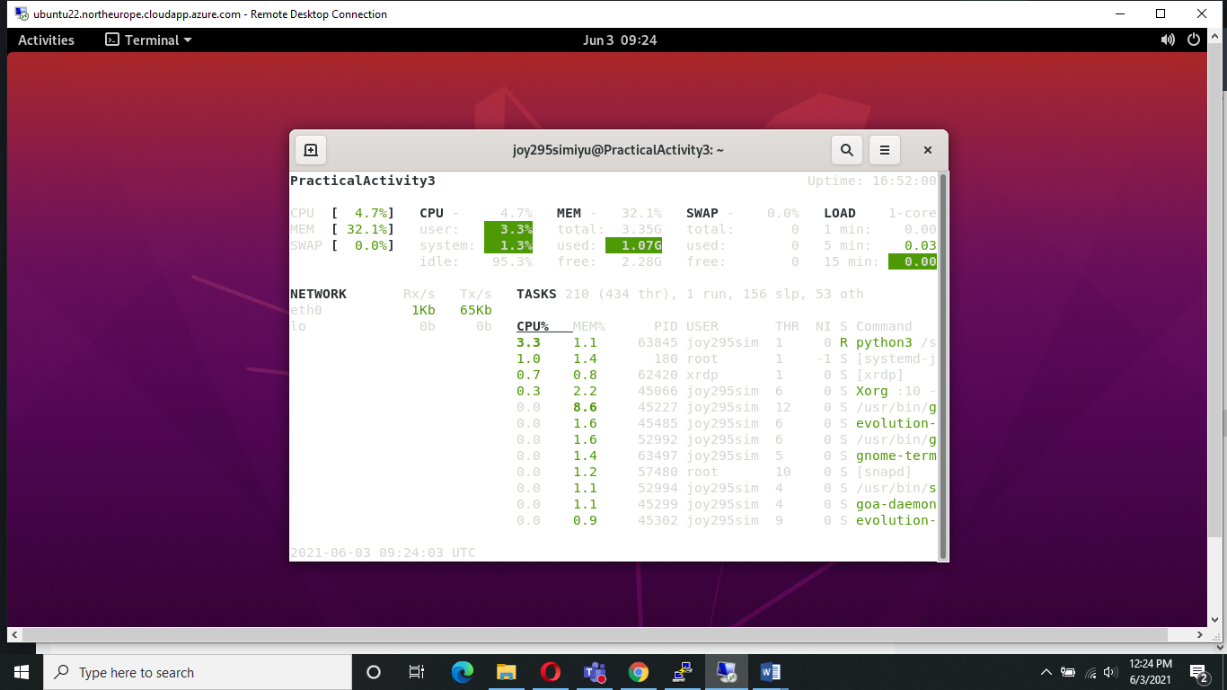 ubuntu22.northeurope.cloudapp.azure.com - Remote Desktop Connection
Activities Terminal Jun 3 09:24
joy295simiyu@PracticalActivity3: ~
PracticalActivity3 Uptime: 16:52:00
CPU [ 4.7%] CPU - 4.7% MEM - 32.1% SWAP - 0.0% LOAD 1-core
MEM [ 32.1%] user: 3.3% total: 3.35G total: 0 1 min: 0.00
SWAP [ 0.0%] system: 1.3% used: 1.07G used: 0 5 min: 0.03
idle: 95.3% free: 2.28G free: 0 15 min: 0.00
NETWORK Rx/s Tx/s TASKS 210 (434 thr), 1 run, 156 slp, 53 oth
eth0 1Kb 65Kb
lo 0b 0b CPU% MEM% PID USER THR NI S Command
3.3 1.1 63845 joy295sim 1 0 R python3 /s
1.0 1.4 180 root 1 -1 S [systemd-j
0.7 0.8 62420 xrdp 1 0 S [xrdp]
0.3 2.2 45066 joy295sim 6 0 S Xorg :10 -
0.0 8.6 45227 joy295sim 12 0 S /usr/bin/g
0.0 1.6 45485 joy295sim 6 0 S evolution-
0.0 1.6 52992 joy295sim 6 0 S /usr/bin/g
0.0 1.4 63497 joy295sim 5 0 S gnome-term
0.0 1.2 57480 root 10 0 S [snapd]
0.0 1.1 52994 joy295sim 4 0 S /usr/bin/s
0.0 1.1 45299 joy295sim 4 0 S goa-daemon
0.0 0.9 45302 joy295sim 9 0 S evolution-
2021-06-03 09:24:03 UTC
Type here to search
12:24 PM
6/3/2021
2